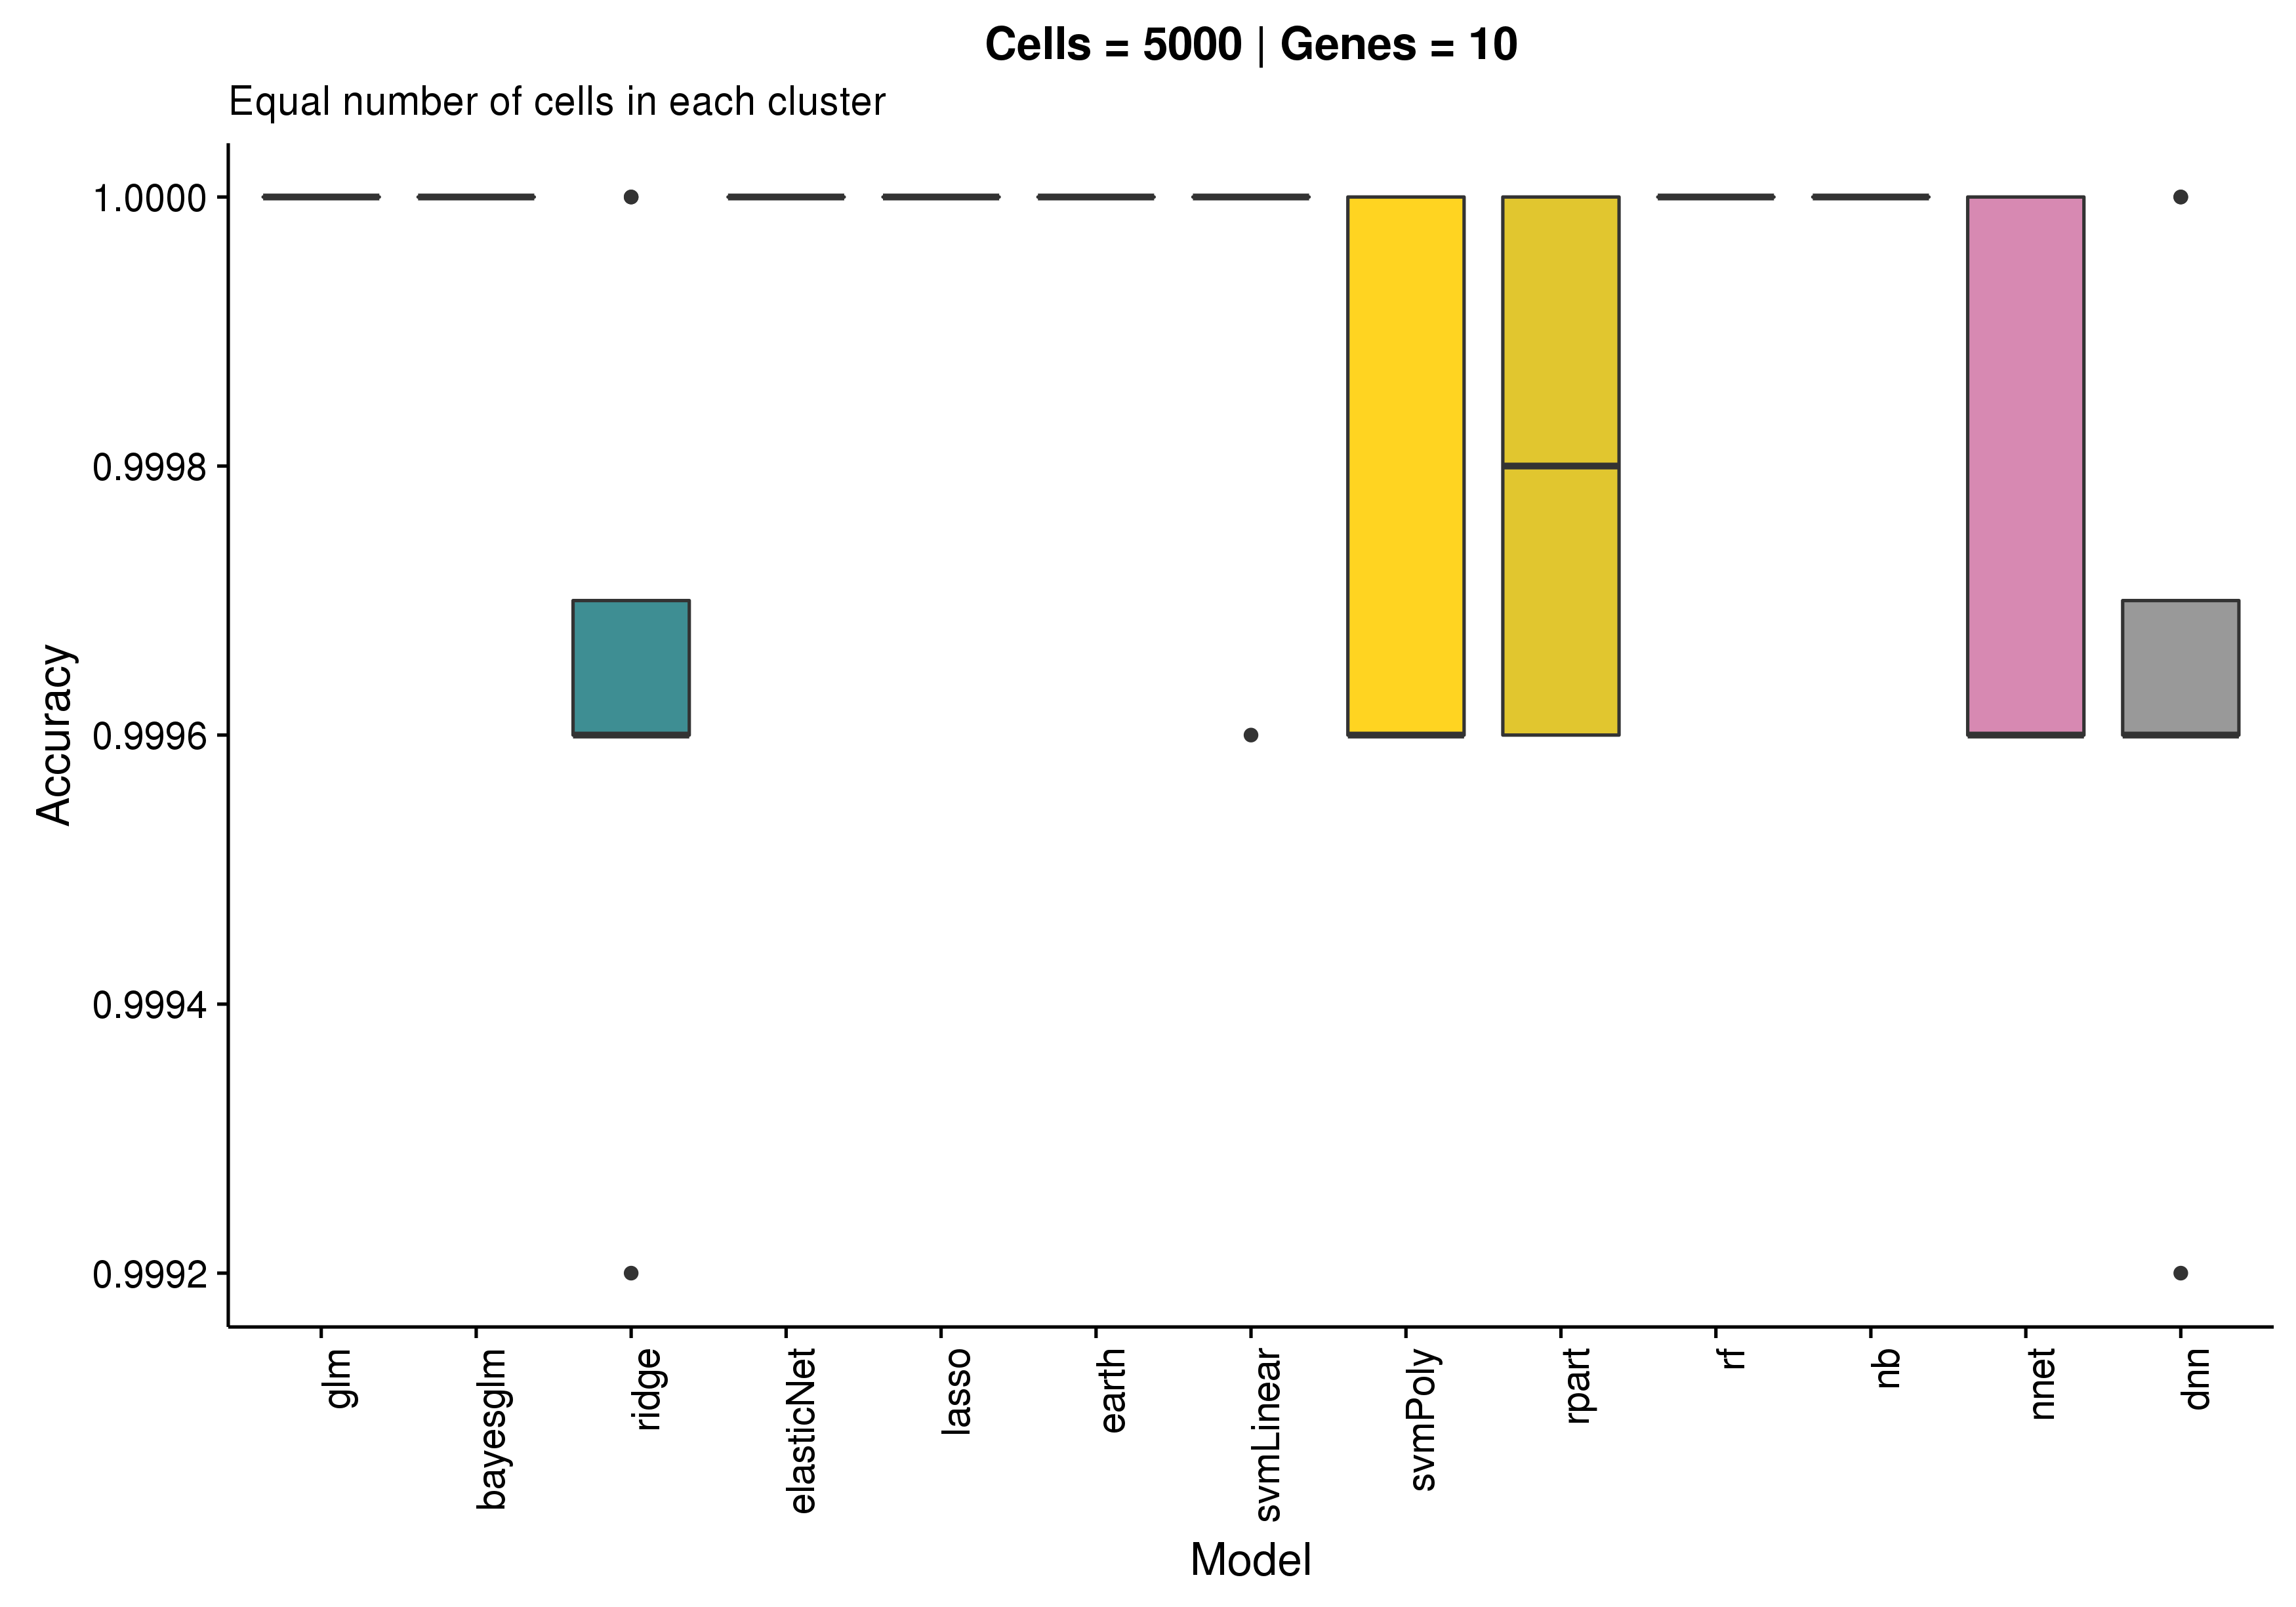 Cells = 5000 | Genes = 10
Equal number of cells in each cluster
Accuracy
1.0000
0.9998
0.9996
0.9994
0.9992
glm
bayesglm
ridge
elasticNet
lasso
earth
svmLinear
svmPoly
rpart
rf
nb
nnet
dnn
Model